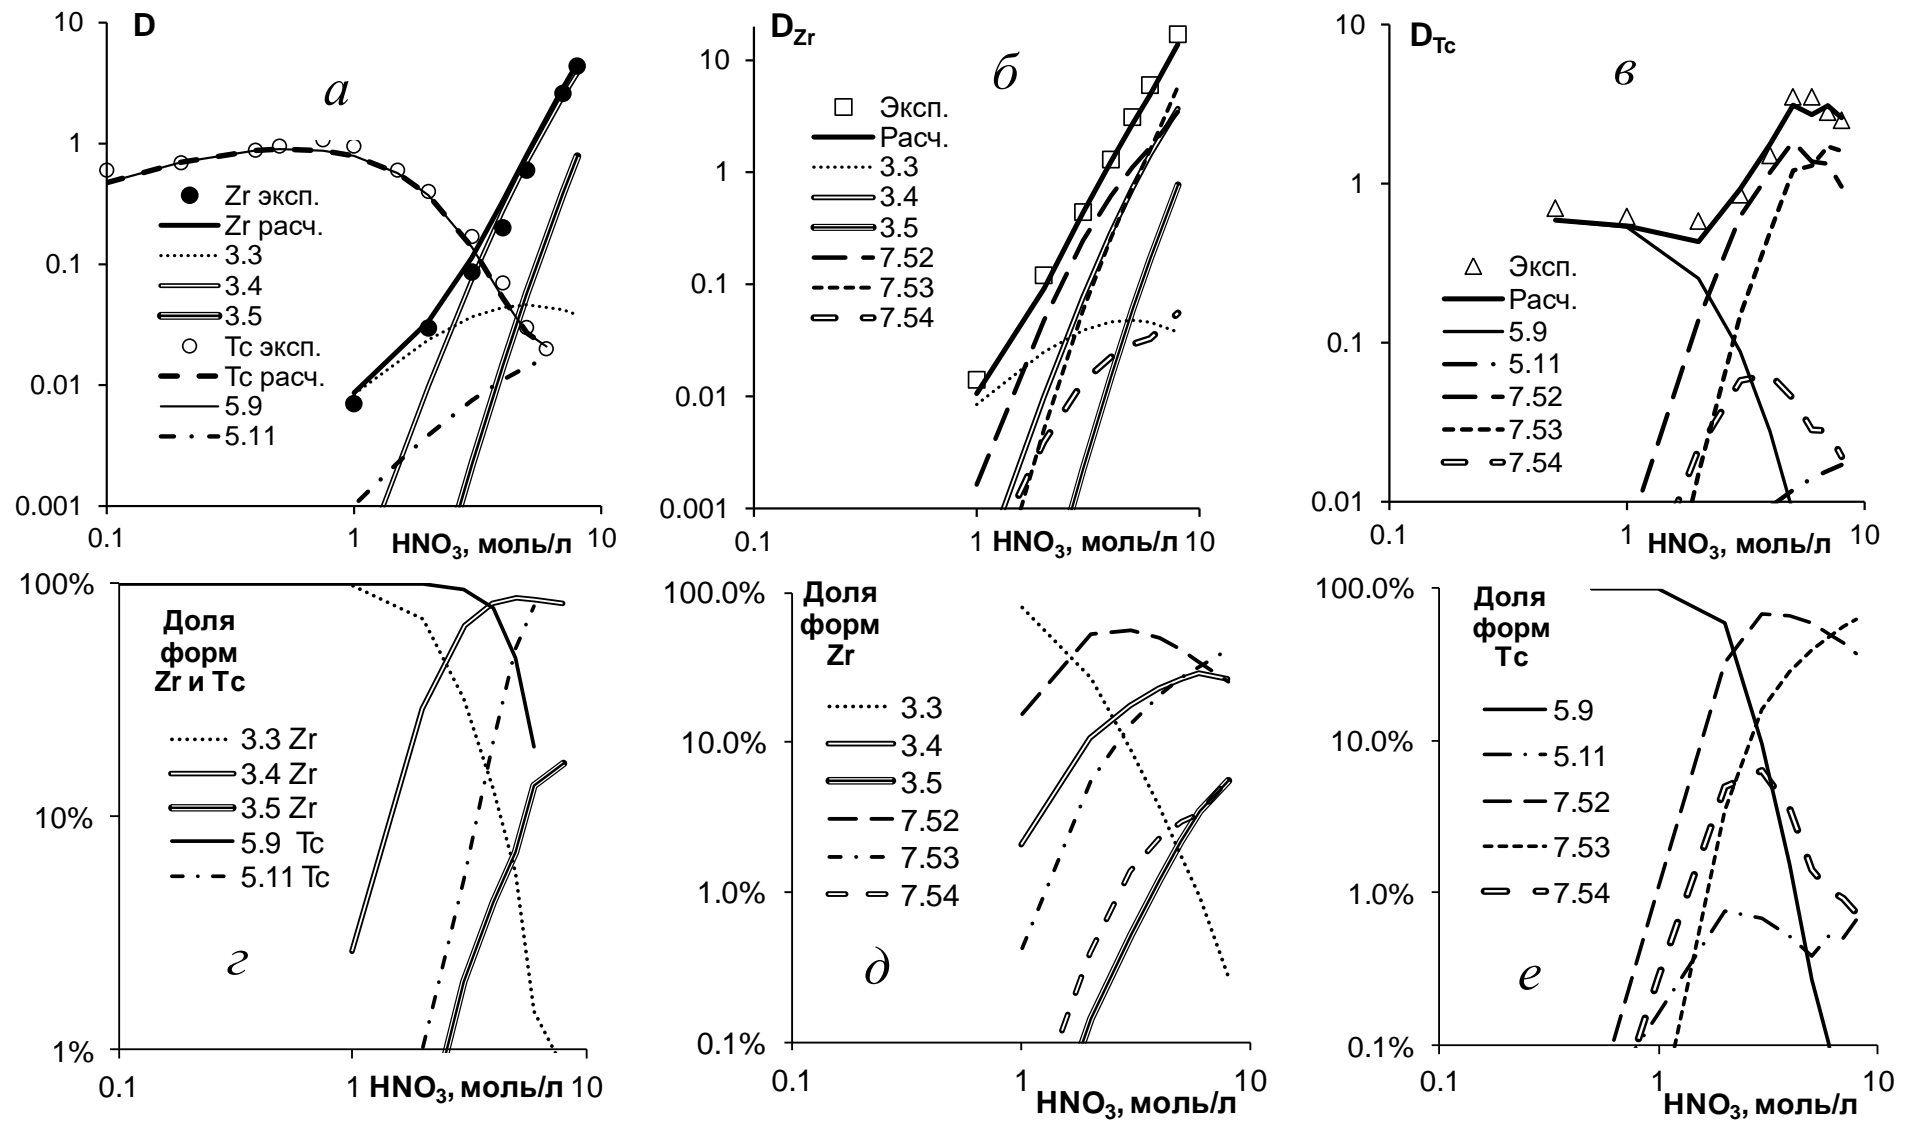 D
а
10
1
0.1
0.01
0.001
Zr эксп.
Zr расч.
3.3
3.4
3.5
Tc эксп.
Tc расч.
5.9
5.11
0.1
1
10
HNO3, моль/л
DZr
б
10
1
0.1
0.01
0.001
Эксп.
Расч.
3.3
3.4
3.5
7.52
7.53
7.54
0.1
1
10
HNO3, моль/л
DTc
в
10
1
0.1
0.01
Эксп.
Расч.
5.9
5.11
7.52
7.53
7.54
0.1
1
10
HNO3, моль/л
100%
10%
1%
Доля
форм
Zr и Tc
3.3 Zr
3.4 Zr
3.5 Zr
5.9 Tc
5.11 Tc
г
0.1
1
10
HNO3, моль/л
100.0%
10.0%
1.0%
0.1%
Доля
форм
Zr
3.3
3.4
3.5
7.52
7.53
7.54
д
0.1
1
10
HNO3, моль/л
100.0%
10.0%
1.0%
0.1%
Доля
форм
Tc
5.9
5.11
7.52
7.53
7.54
е
0.1
1
10
HNO3, моль/л